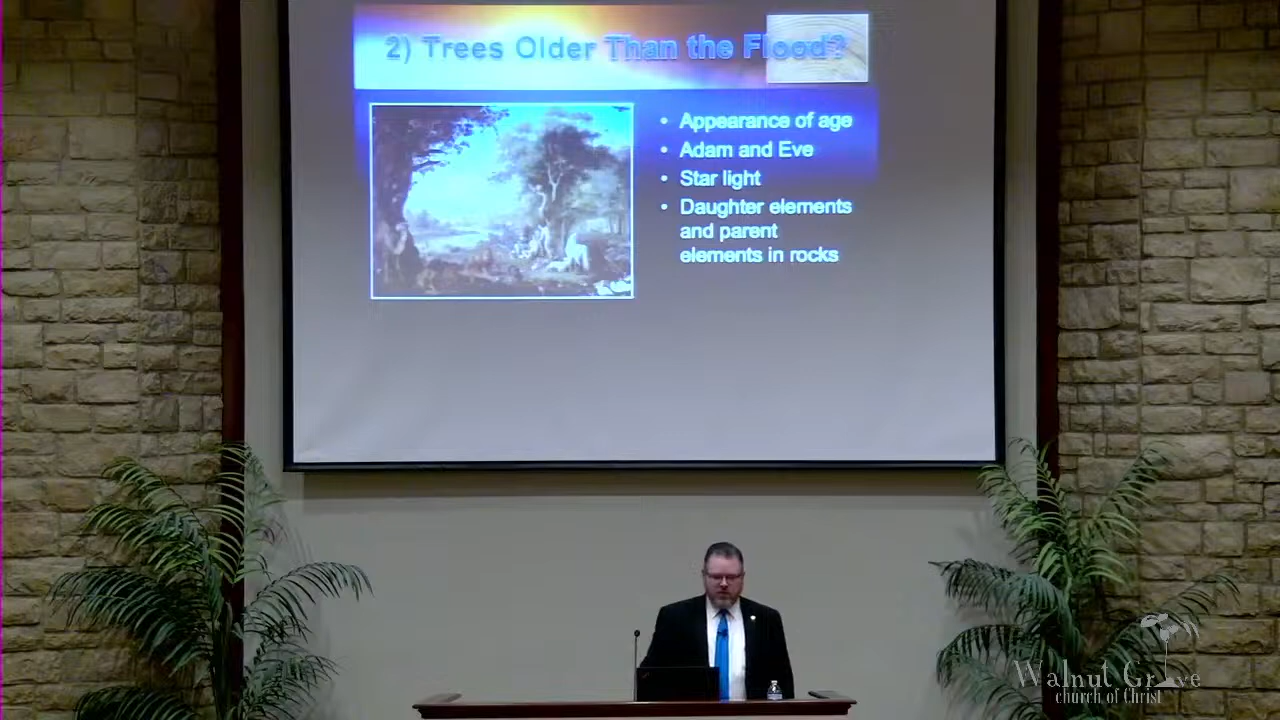 2) Trees Older Than the Flood?
• Appearance of age
• Adam and Eve
• Star light
• Daughter elements
and parent
elements in rocks
Walnut Grove
church of Christ